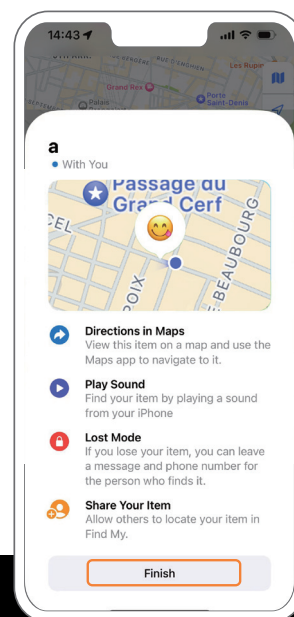 14:43
RUE D'ENGHIEN
Les Rupe
Grand Rex
Palais
Porte
Saint-Denis
a
With You
Passage du
Grand Cerf
CEL
POIX
BEAUBOURG
Directions in Maps
View this item on a map and use the
Maps app to navigate to it.
Play Sound
Find your item by playing a sound
from your iPhone
Lost Mode
If you lose your item, you can leave
a message and phone number for
the person who finds it.
Share Your Item
Allow others to locate your item in
Find My.
Finish